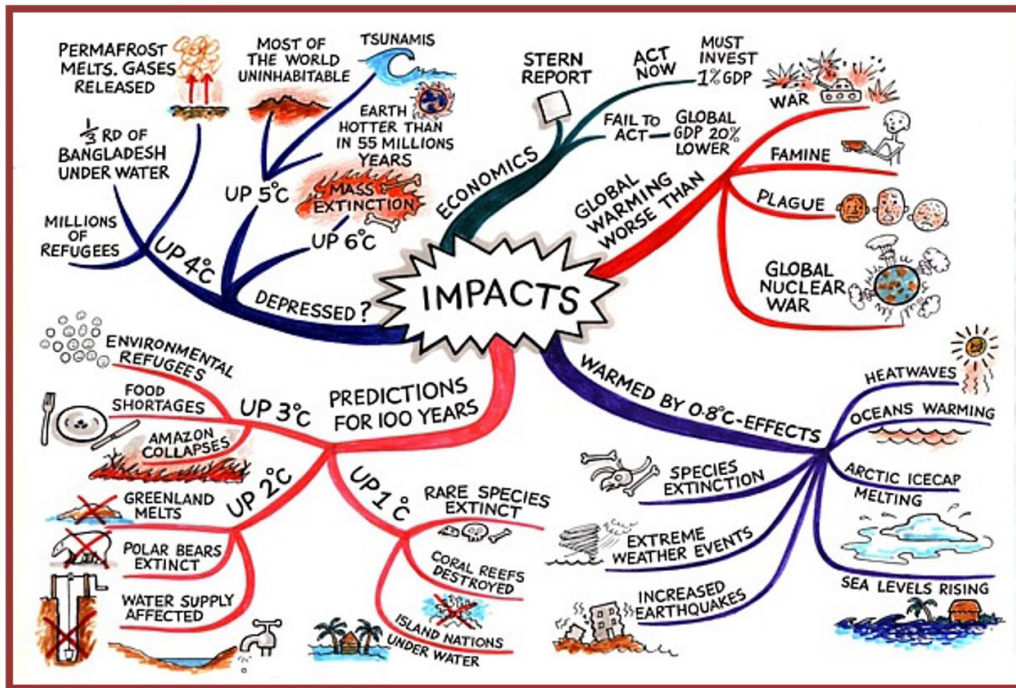 IMPACTS
ECONOMICS
STERN
REPORT
ACT
NOW
MUST
INVEST
1% GDP
FAIL TO
ACT
GLOBAL
GDP 20%
LOWER
GLOBAL
WARMING
WORSE THAN
WAR
FAMINE
PLAGUE
GLOBAL
NUCLEAR
WAR
WARMED BY 0.8°C-EFFECTS
HEATWAVES
OCEANS WARMING
ARCTIC ICECAP
MELTING
SEA LEVELS RISING
SPECIES
EXTINCTION
EXTREME
WEATHER EVENTS
INCREASED
EARTHQUAKES
PREDICTIONS
FOR 100 YEARS
UP 1°C
RARE SPECIES
EXTINCT
CORAL REEFS
DESTROYED
ISLAND NATIONS
UNDER WATER
UP 2°C
GREENLAND
MELTS
POLAR BEARS
EXTINCT
WATER SUPPLY
AFFECTED
UP 3°C
ENVIRONMENTAL
REFUGEES
FOOD
SHORTAGES
AMAZON
COLLAPSES
DEPRESSED?
UP 4°C
MILLIONS
OF
REFUGEES
1/3 RD OF
BANGLADESH
UNDER WATER
PERMAFROST
MELTS. GASES
RELEASED
UP 5°C
MOST OF
THE WORLD
UNINHABITABLE
TSUNAMIS
EARTH
HOTTER THAN
IN 55 MILLIONS
YEARS
UP 6°C
MASS
EXTINCTION